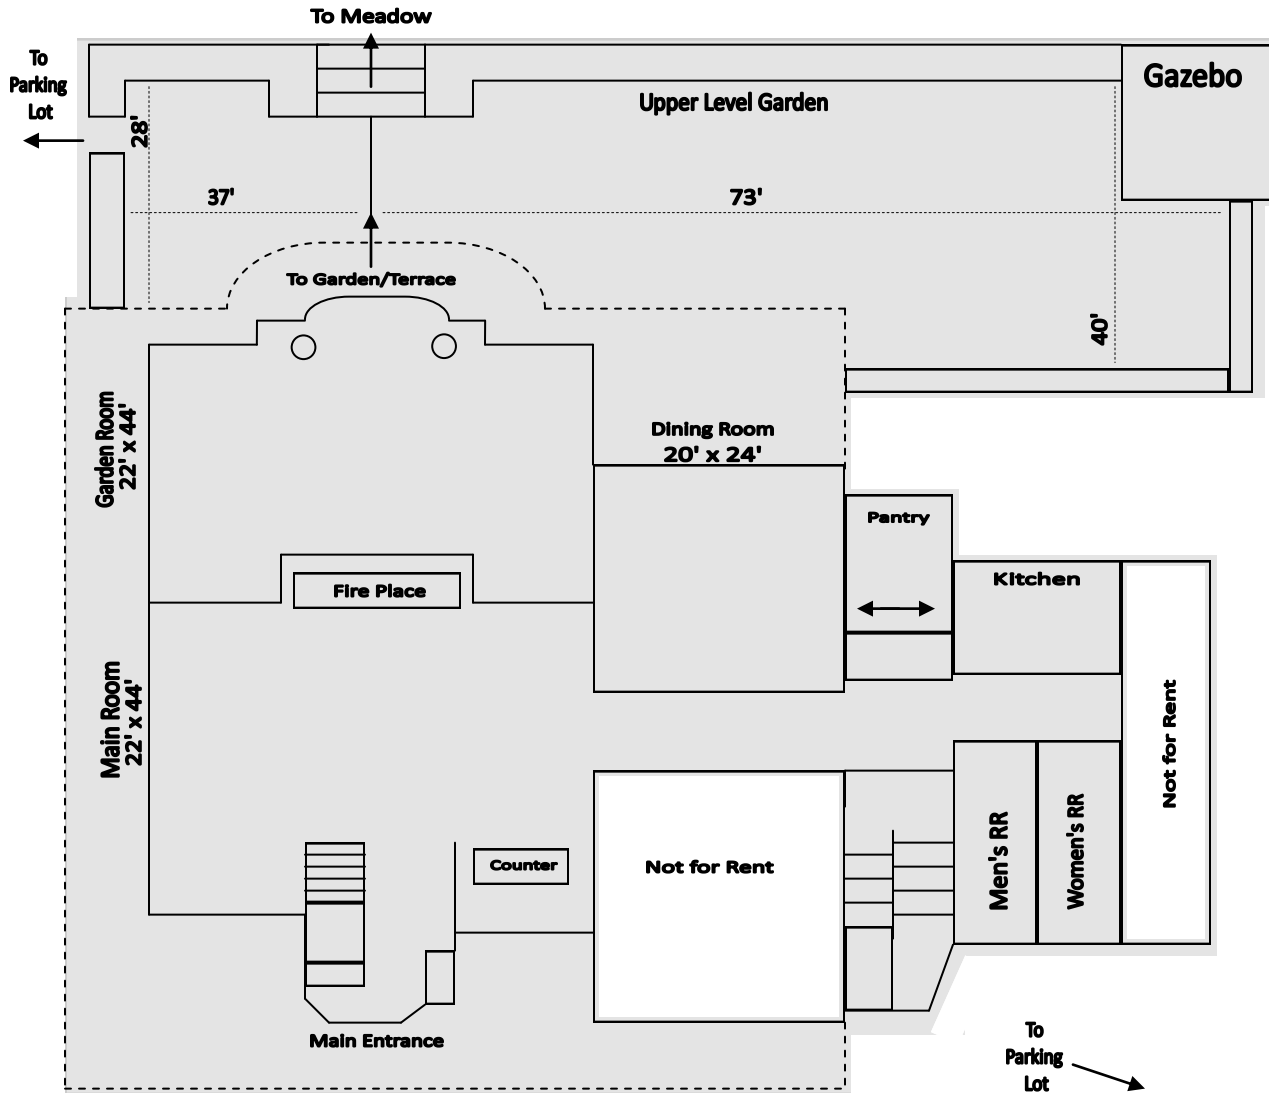 To Meadow
To
Parking
Lot
Gazebo
Upper Level Garden
28'
37'
73'
To Garden/Terrace
40'
Garden Room
22' x 44'
Dining Room
20' x 24'
Pantry
Kitchen
Fire Place
Main Room
22' x 44'
Not for Rent
Men's RR
Women's RR
Counter
Not for Rent
Main Entrance
To
Parking
Lot